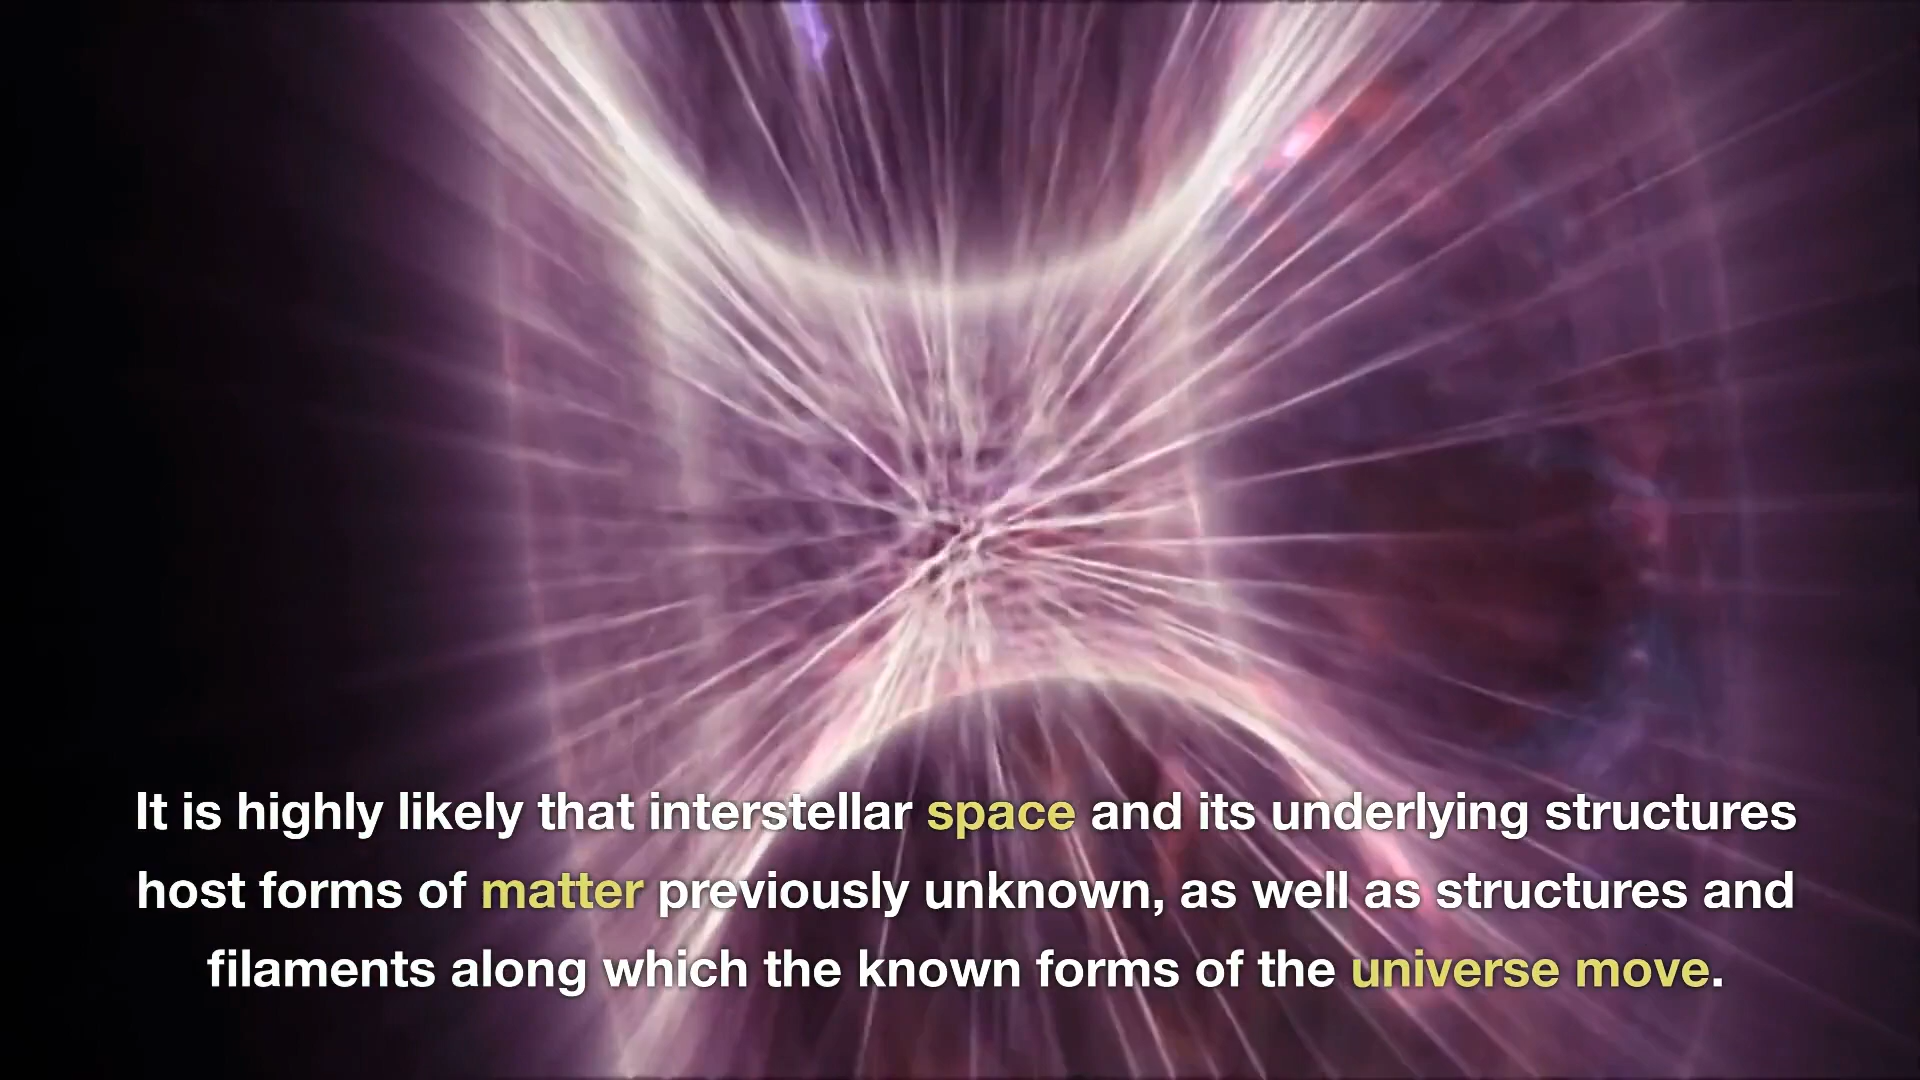 It is highly likely that interstellar space and its underlying structures
host forms of matter previously unknown, as well as structures and
filaments along which the known forms of the universe move.